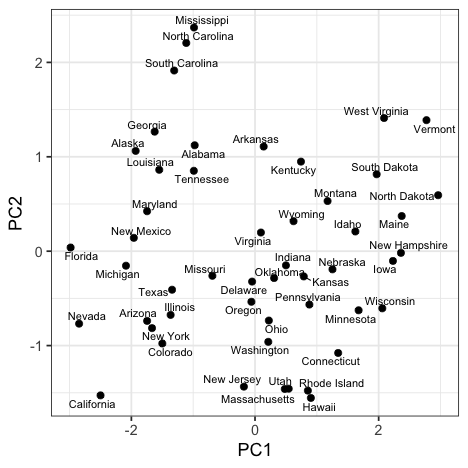 Mississippi
North Carolina
South Carolina
2
West Virginia
Vermont
Georgia
Alaska
Alabama
Arkansas
Louisiana
Tennessee
Kentucky
South Dakota
1
Maryland
Montana
North Dakota
Wyoming
Idaho
Maine
New Mexico
Virginia
New Hampshire
PC2
0
Florida
Michigan
Missouri
Indiana
Oklahoma
Nebraska
Iowa
Kansas
Texas
Delaware
Pennsylvania
Wisconsin
Nevada
Arizona
Illinois
Oregon
Minnesota
New York
Ohio
Colorado
Washington
Connecticut
-1
New Jersey
Utah
Rhode Island
California
Massachusetts
Hawaii
-2
0
2
PC1